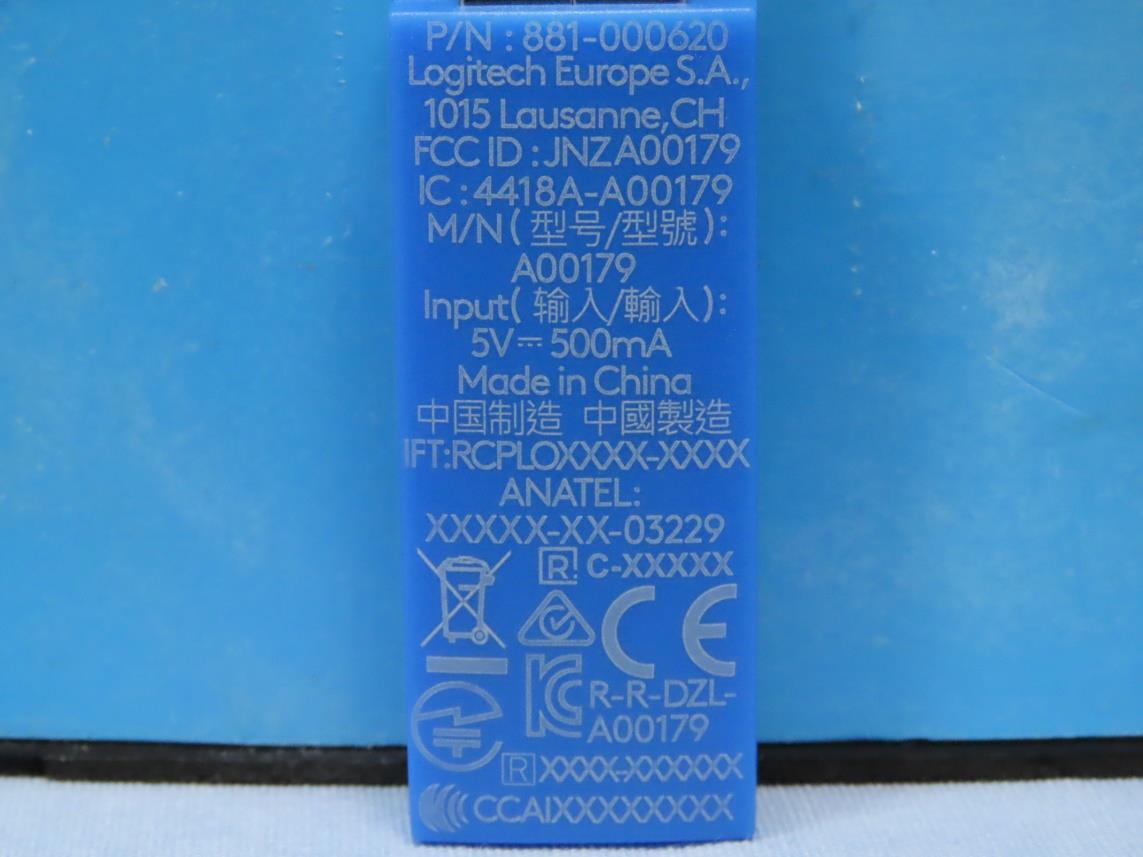 P/N : 881-000620
Logitech Europe S.A.,
1015 Lausanne,CH
FCC ID : JNZA00179
IC : 4418A-A00179
M/N( 型号/型號 ):
A00179
Input( 输入/輸入 ):
5V⎓500mA
Made in China
中国制造 中國製造
IFT:RCPLOXXXX-XXXX
ANATEL:
XXXXX-XX-03229
R! C-XXXXX
CE
KC R-R-DZL-
A00179
R XXXX-XXXXXX
CCAIXXXXXXXX